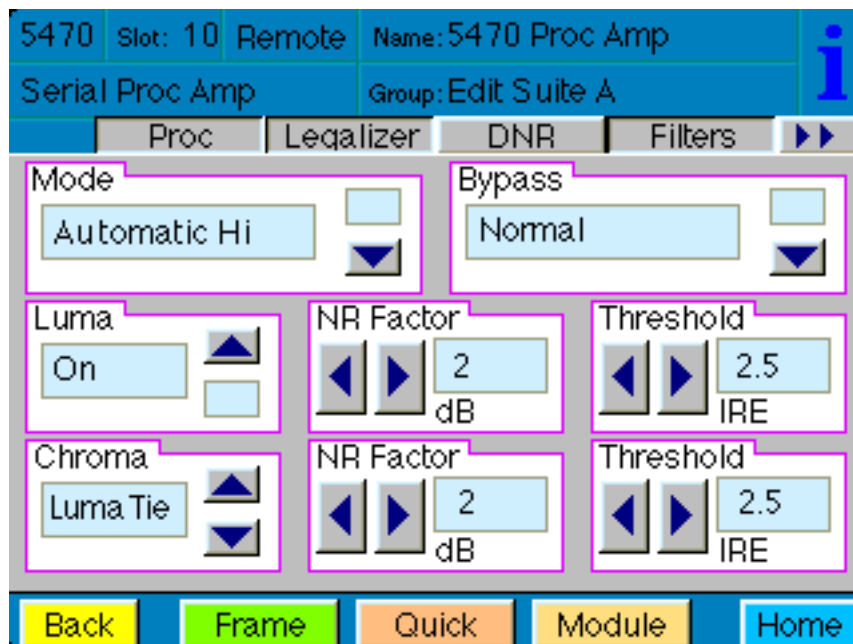 5470 Slot: 10 Remote Name: 5470 Proc Amp
i
Serial Proc Amp Group: Edit Suite A
Proc Legalizer DNR Filters
Mode Bypass
Automatic Hi Normal
Luma NR Factor Threshold
On 2 2.5
dB IRE
Chroma NR Factor Threshold
Luma Tie 2 2.5
dB IRE
Back Frame Quick Module Home